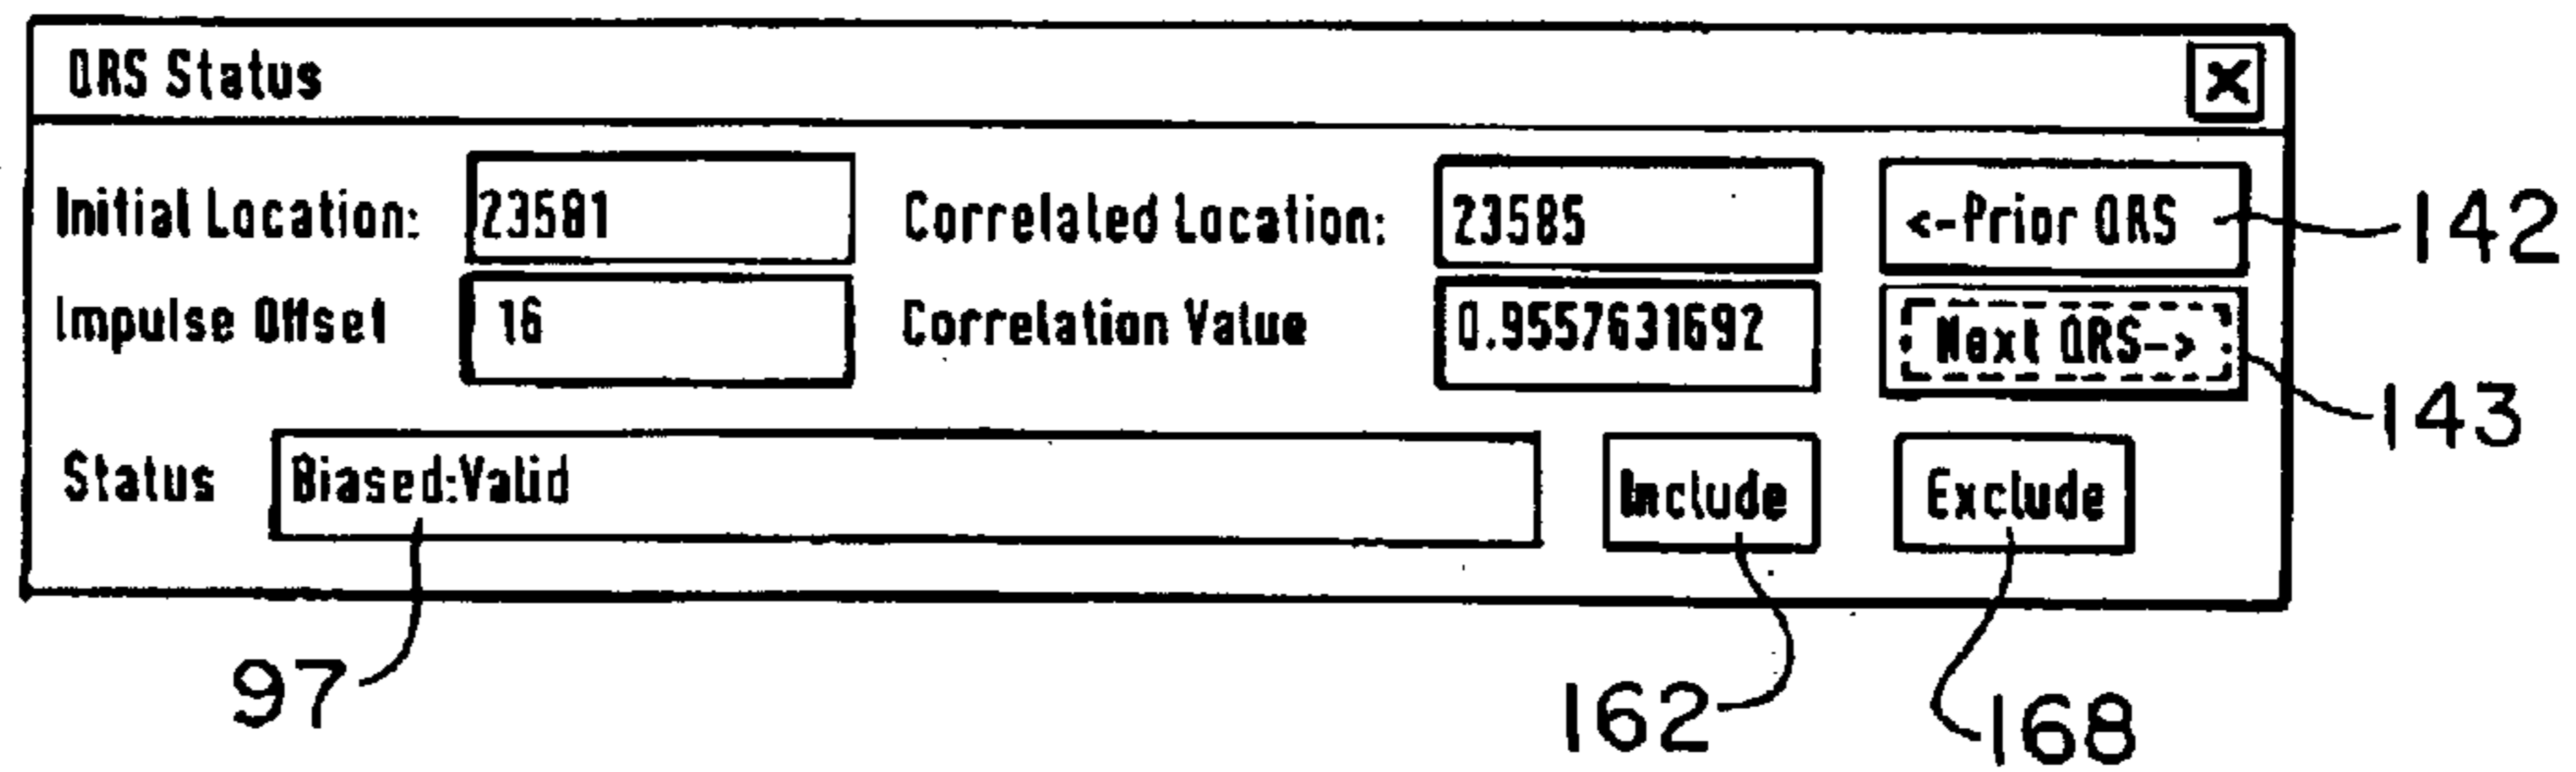 QRS Status X
Initial Location: 23581 Correlated Location: 23585 <-Prior QRS 142
Impulse Offset 16 Correlation Value 0.9557631692 Next QRS-> 143
Status Biased:Valid Include Exclude
97 162 168